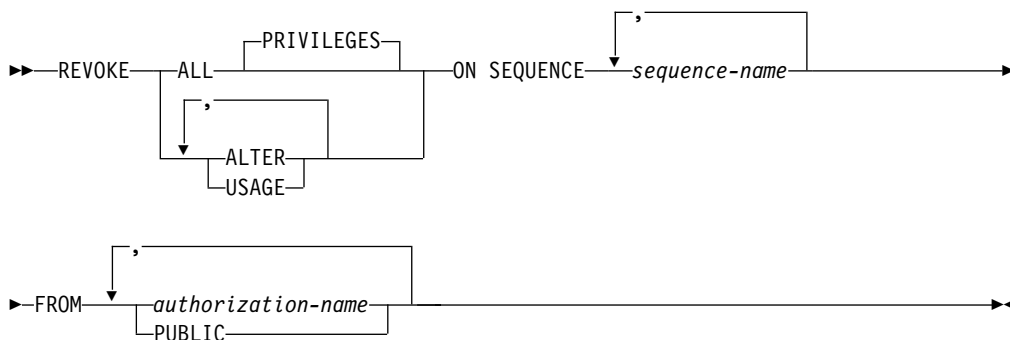 ,
PRIVILEGES
REVOKE ALL ON SEQUENCE sequence-name
,
ALTER
USAGE
,
FROM authorization-name
PUBLIC